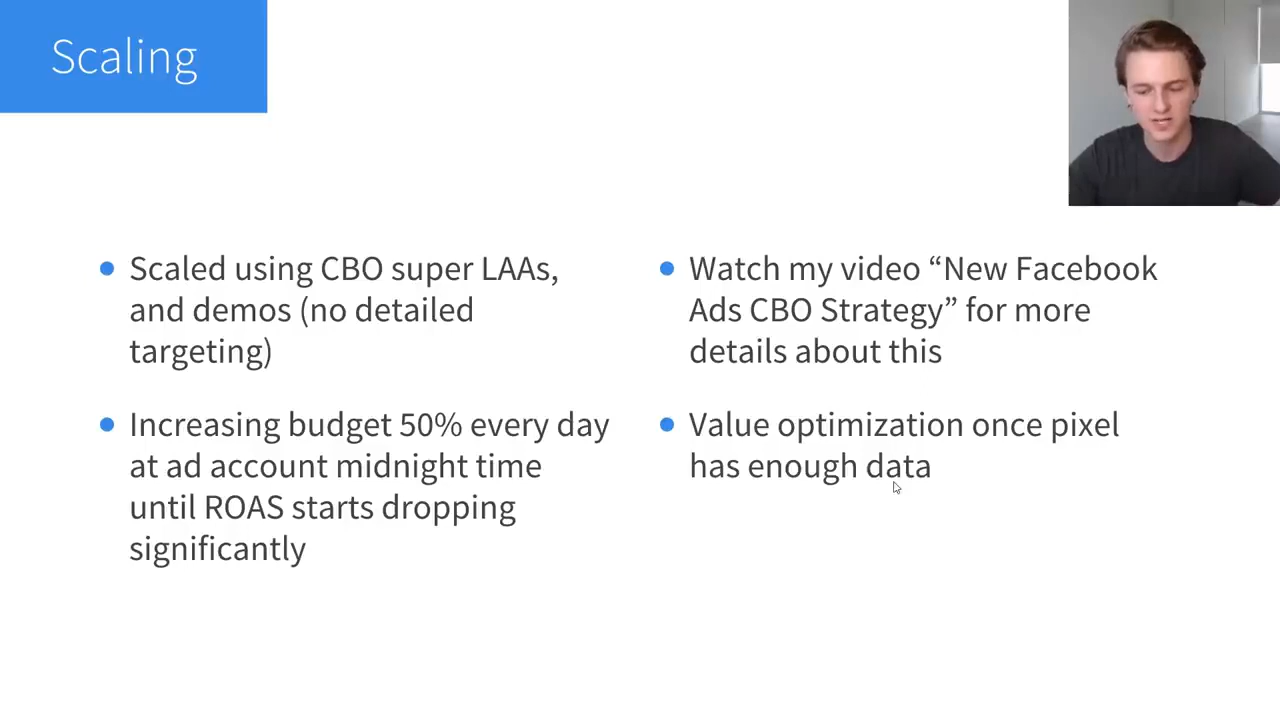 Scaling
Scaled using CBO super LAAs,
and demos (no detailed
targeting)
Increasing budget 50% every day
at ad account midnight time
until ROAS starts dropping
significantly
Watch my video “New Facebook
Ads CBO Strategy” for more
details about this
Value optimization once pixel
has enough data